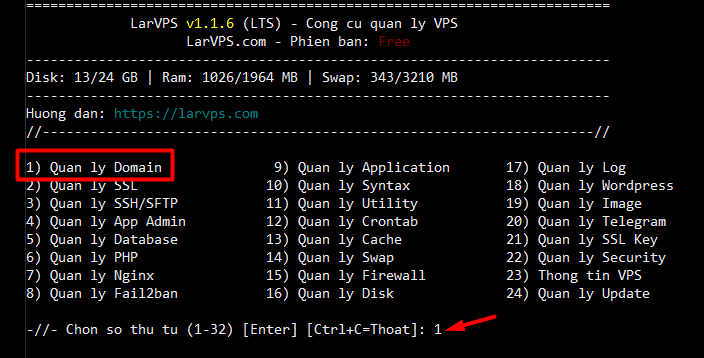 =========================================================================
LarVPS v1.1.6 (LTS) - Cong cu quan ly VPS
LarVPS.com - Phien ban: Free
-------------------------------------------------------------------------
Disk: 13/24 GB | Ram: 1026/1964 MB | Swap: 343/3210 MB
-------------------------------------------------------------------------
Huong dan: https://larvps.com
//---------------------------------------------------------------------//
1) Quan ly Domain 9) Quan ly Application 17) Quan ly Log
2) Quan ly SSL 10) Quan ly Syntax 18) Quan ly Wordpress
3) Quan ly SSH/SFTP 11) Quan ly Utility 19) Quan ly Image
4) Quan ly App Admin 12) Quan ly Crontab 20) Quan ly Telegram
5) Quan ly Database 13) Quan ly Cache 21) Quan ly SSL Key
6) Quan ly PHP 14) Quan ly Swap 22) Quan ly Security
7) Quan ly Nginx 15) Quan ly Firewall 23) Thong tin VPS
8) Quan ly Fail2ban 16) Quan ly Disk 24) Quan ly Update
-//- Chon so thu tu (1-32) [Enter] [Ctrl+C=Thoat]: 1